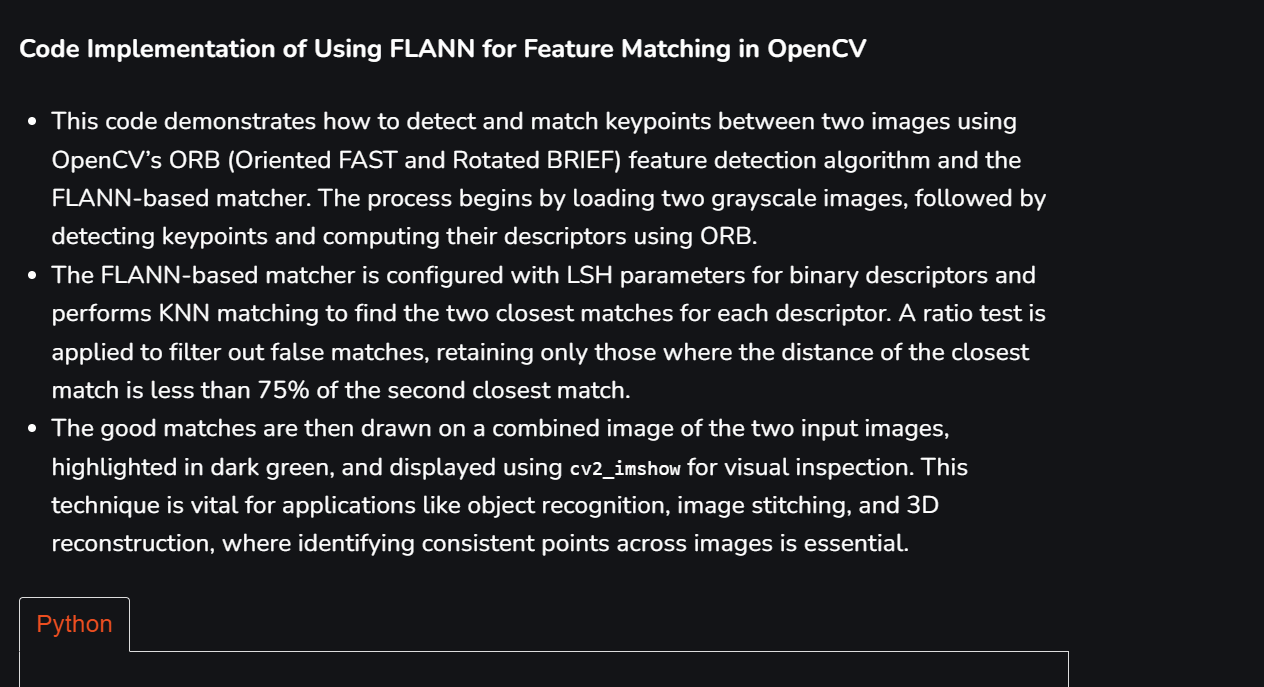 Code Implementation of Using FLANN for Feature Matching in OpenCV
This code demonstrates how to detect and match keypoints between two images using
OpenCV’s ORB (Oriented FAST and Rotated BRIEF) feature detection algorithm and the
FLANN-based matcher. The process begins by loading two grayscale images, followed by
detecting keypoints and computing their descriptors using ORB.
The FLANN-based matcher is configured with LSH parameters for binary descriptors and
performs KNN matching to find the two closest matches for each descriptor. A ratio test is
applied to filter out false matches, retaining only those where the distance of the closest
match is less than 75% of the second closest match.
The good matches are then drawn on a combined image of the two input images,
highlighted in dark green, and displayed using cv2_imshow for visual inspection. This
technique is vital for applications like object recognition, image stitching, and 3D
reconstruction, where identifying consistent points across images is essential.
Python